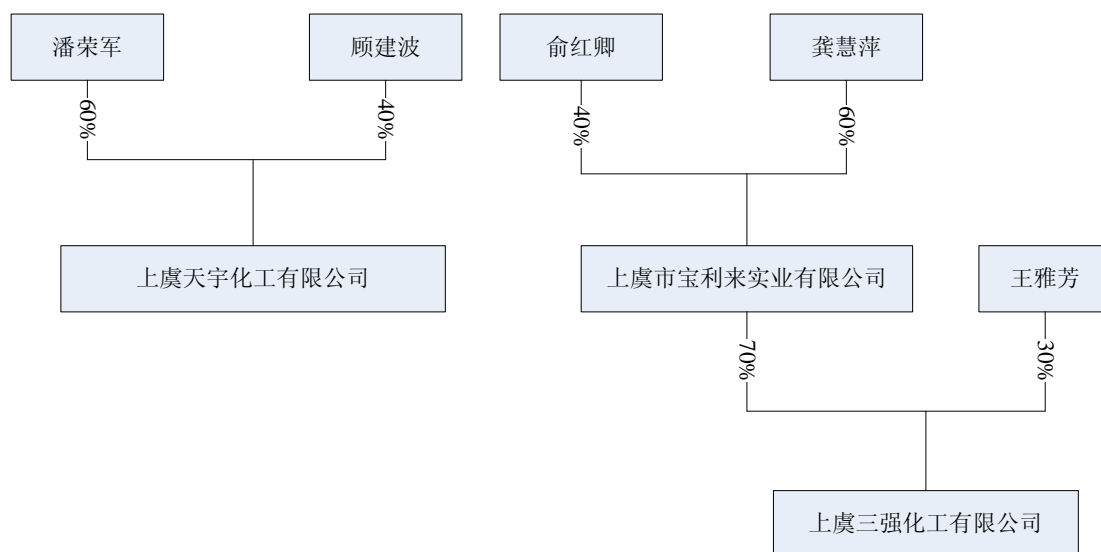 潘荣军
顾建波
俞红卿
龚慧萍
60%
40%
40%
60%
上虞天宇化工有限公司
上虞市宝利来实业有限公司
王雅芳
70%
30%
上虞三强化工有限公司